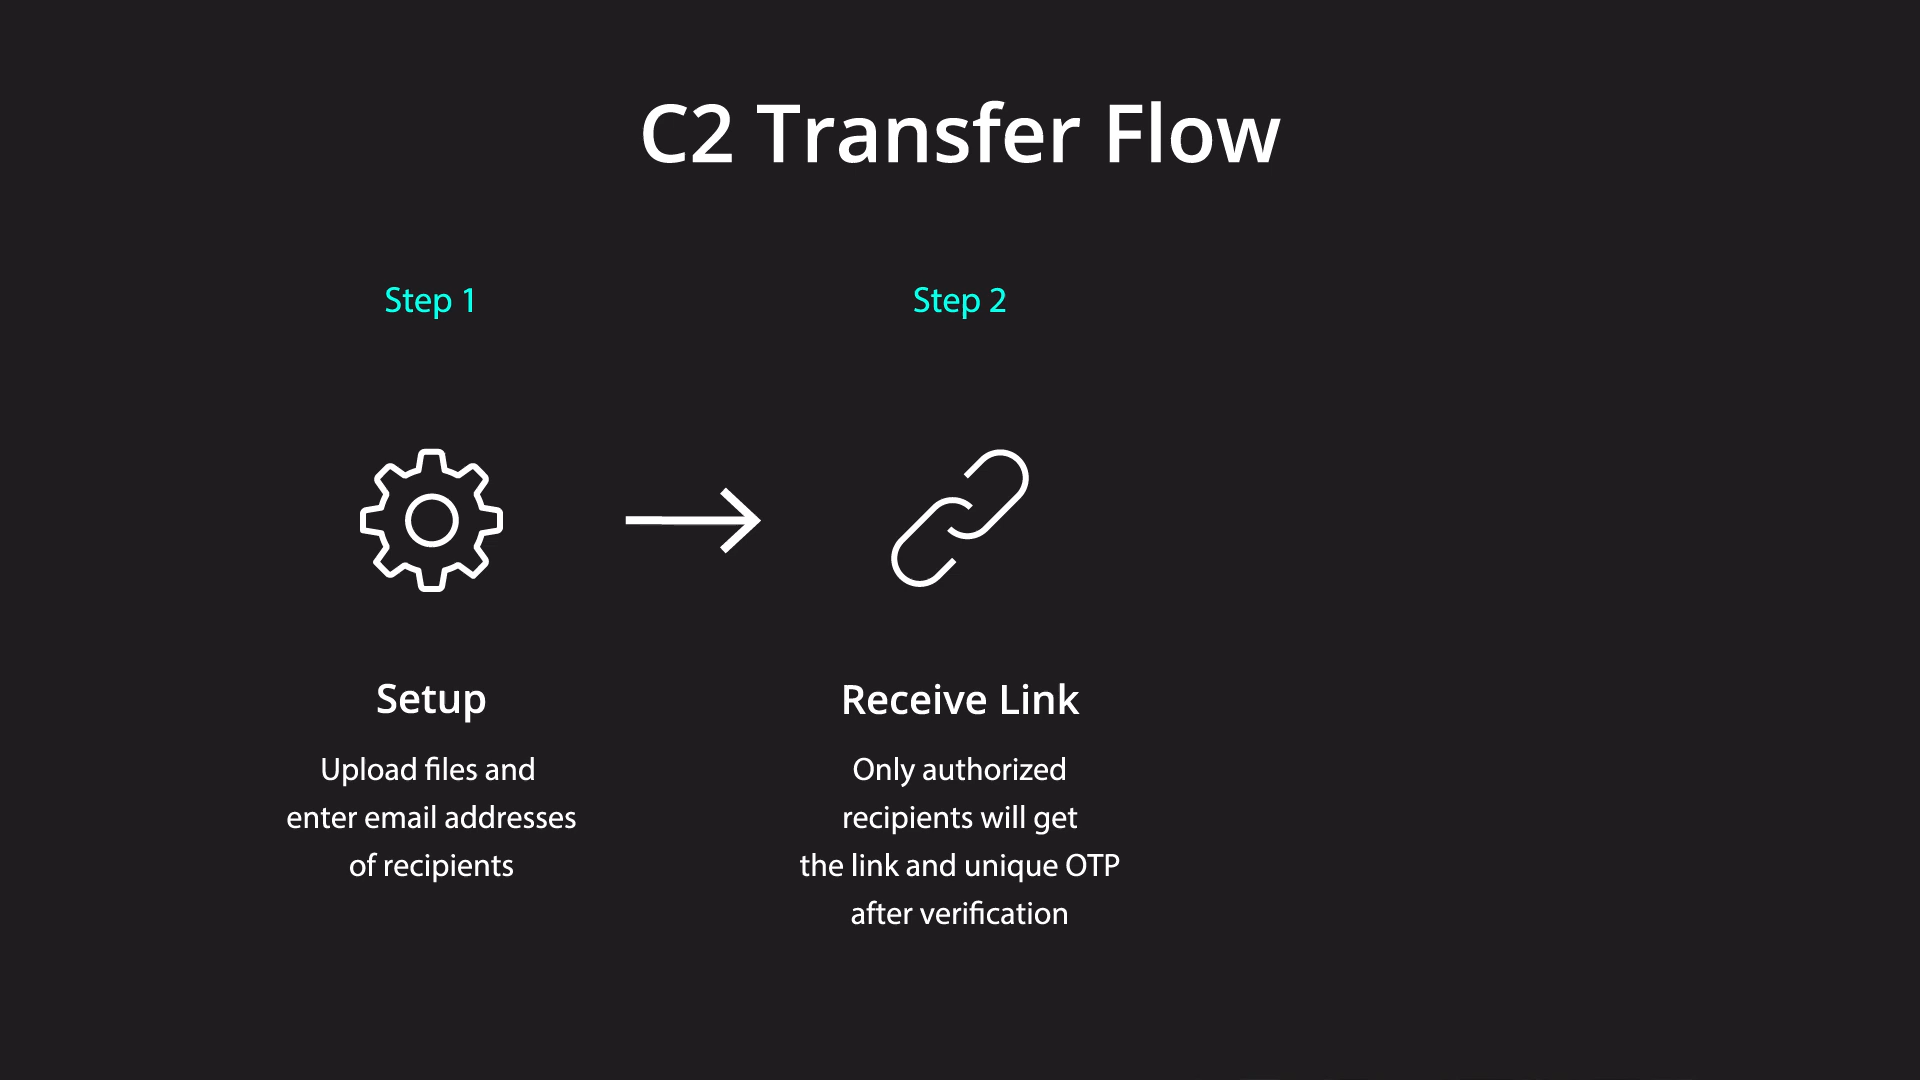 C2 Transfer Flow
Step 1
Setup
Upload files and
enter email addresses
of recipients
Step 2
Receive Link
Only authorized
recipients will get
the link and unique OTP
after verification